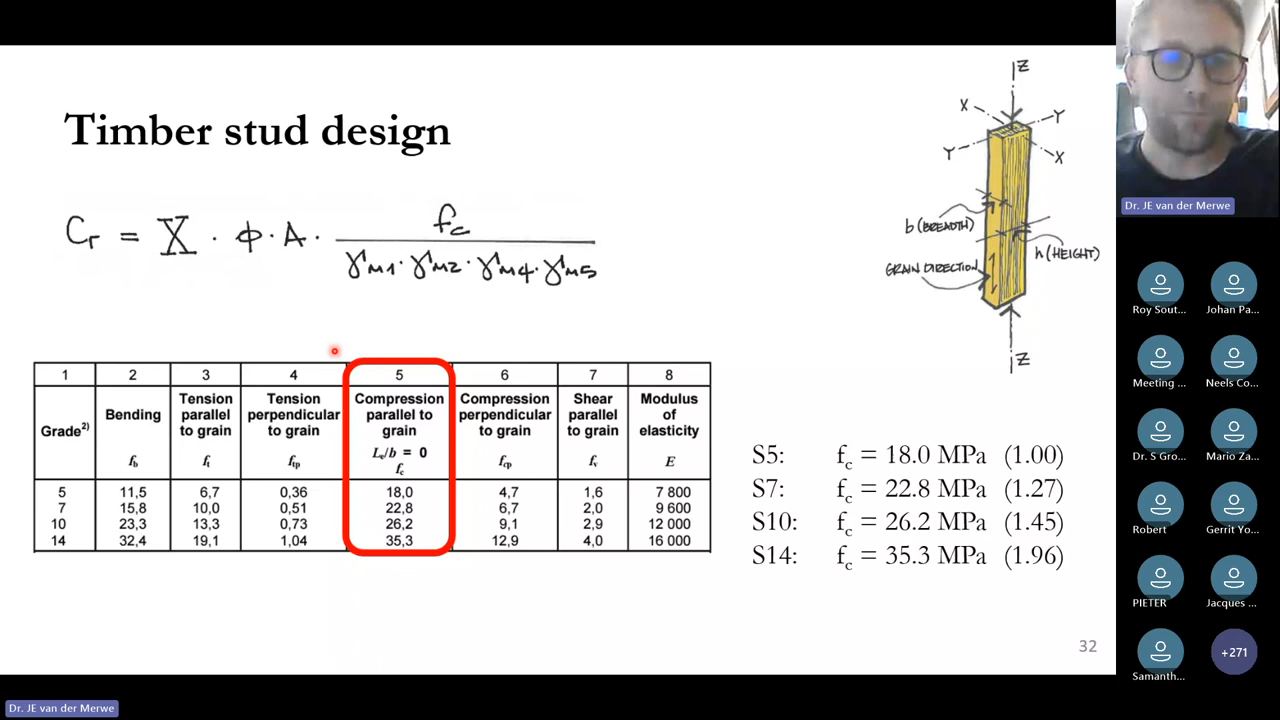 Timber stud design
Cr = X · ϕ · A · fc / γm1 · γm2 · γm4 · γm5
Z
X
Y
Y
X
b (BREADTH)
h (HEIGHT)
GRAIN DIRECTION
Z
1 2 3 4 5 6 7 8
Grade2) Bending Tension parallel to grain Tension perpendicular to grain Compression parallel to grain Compression perpendicular to grain Shear parallel to grain Modulus of elasticity
Le/b = 0
fb ft ftp fc fcp fv E
5 11,5 6,7 0,36 18,0 4,7 1,6 7 800
7 15,8 10,0 0,51 22,8 6,7 2,0 9 600
10 23,3 13,3 0,73 26,2 9,1 2,9 12 000
14 32,4 19,1 1,04 35,3 12,9 4,0 16 000
S5: fc = 18.0 MPa (1.00)
S7: fc = 22.8 MPa (1.27)
S10: fc = 26.2 MPa (1.45)
S14: fc = 35.3 MPa (1.96)
32
Dr. JE van der Merwe
Roy Sout...
Johan Pa...
Meeting ...
Neels Co...
Dr. S Gro...
Mario Za...
Robert
Gerrit Yo...
PIETER
Jacques ...
Samanth...
+271
Dr. JE van der Merwe